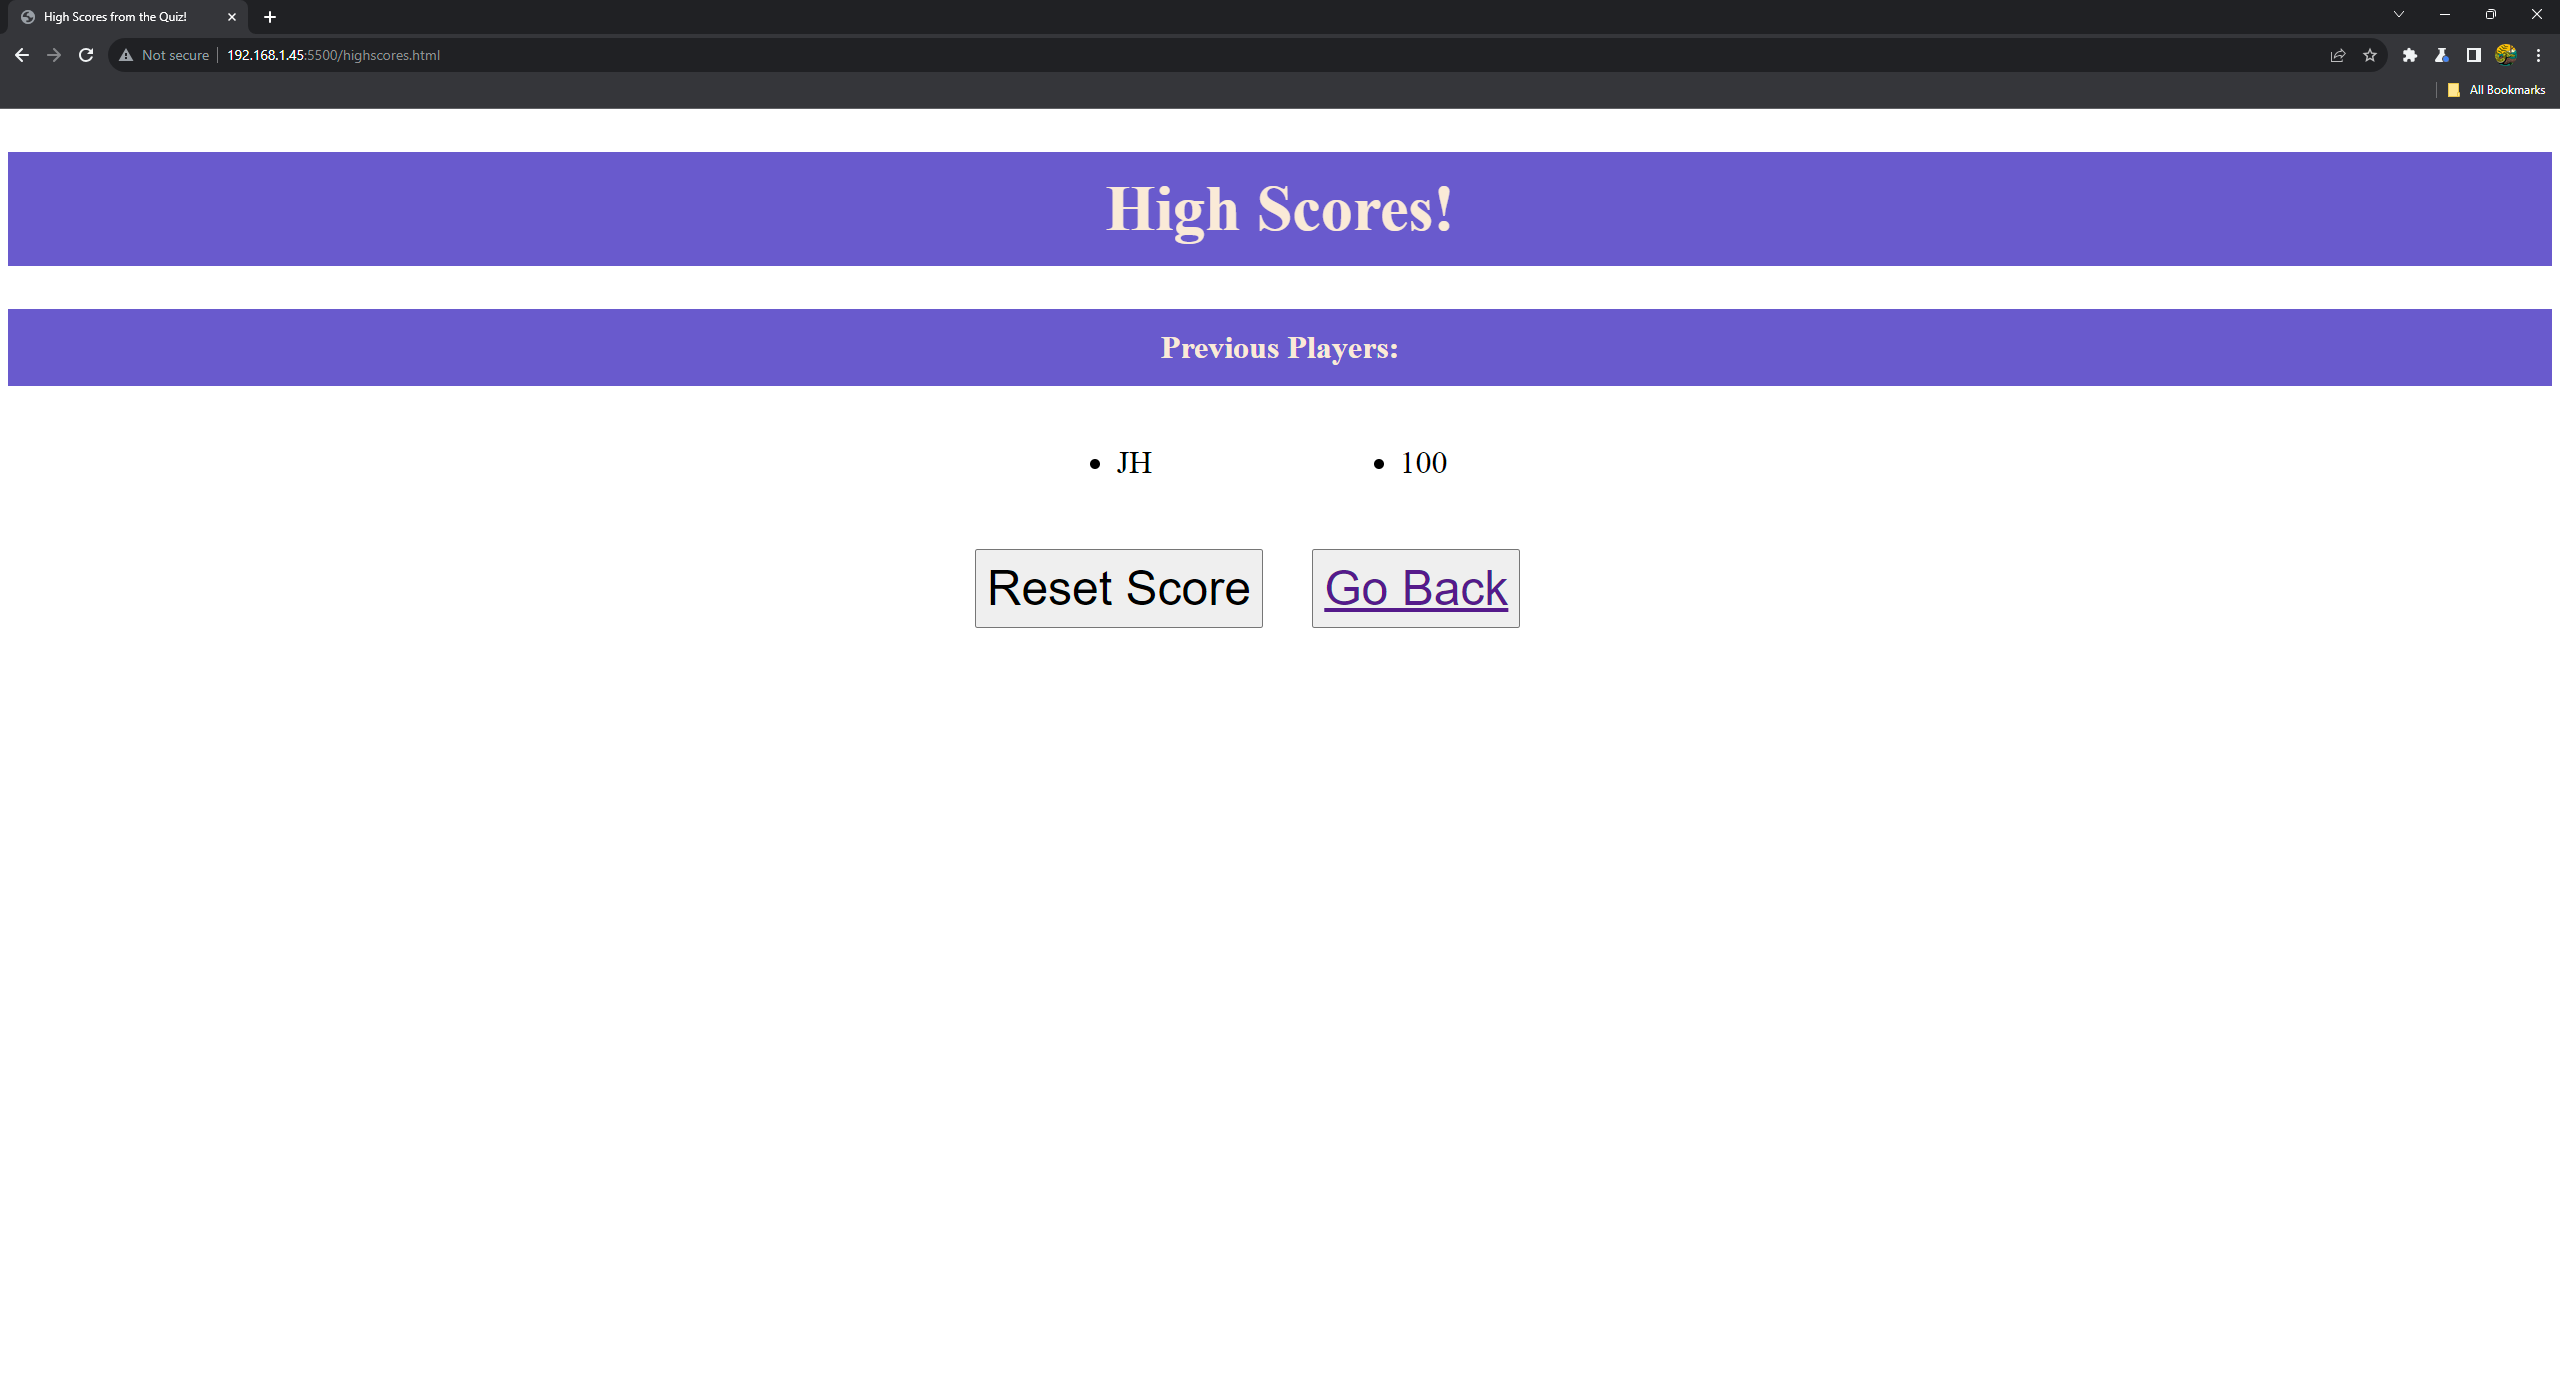 High Scores from the Quiz!
Not secure
192.168.1.45:5500/highscores.html
All Bookmarks
High Scores!
Previous Players:
JH
100
Reset Score
Go Back